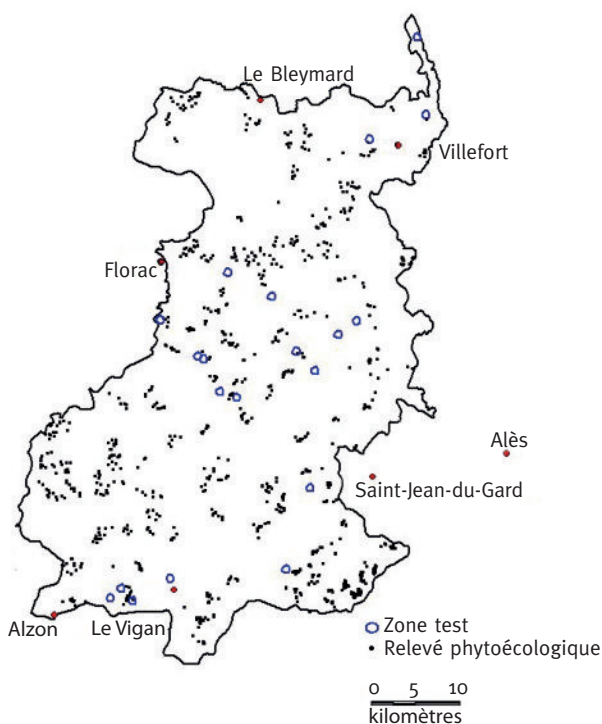 Le Bleymard
Villefort
Florac
Alès
Saint-Jean-du-Gard
Alzon
Le Vigan
Zone test
Relevé phytoécologique
0 5 10
kilomètres